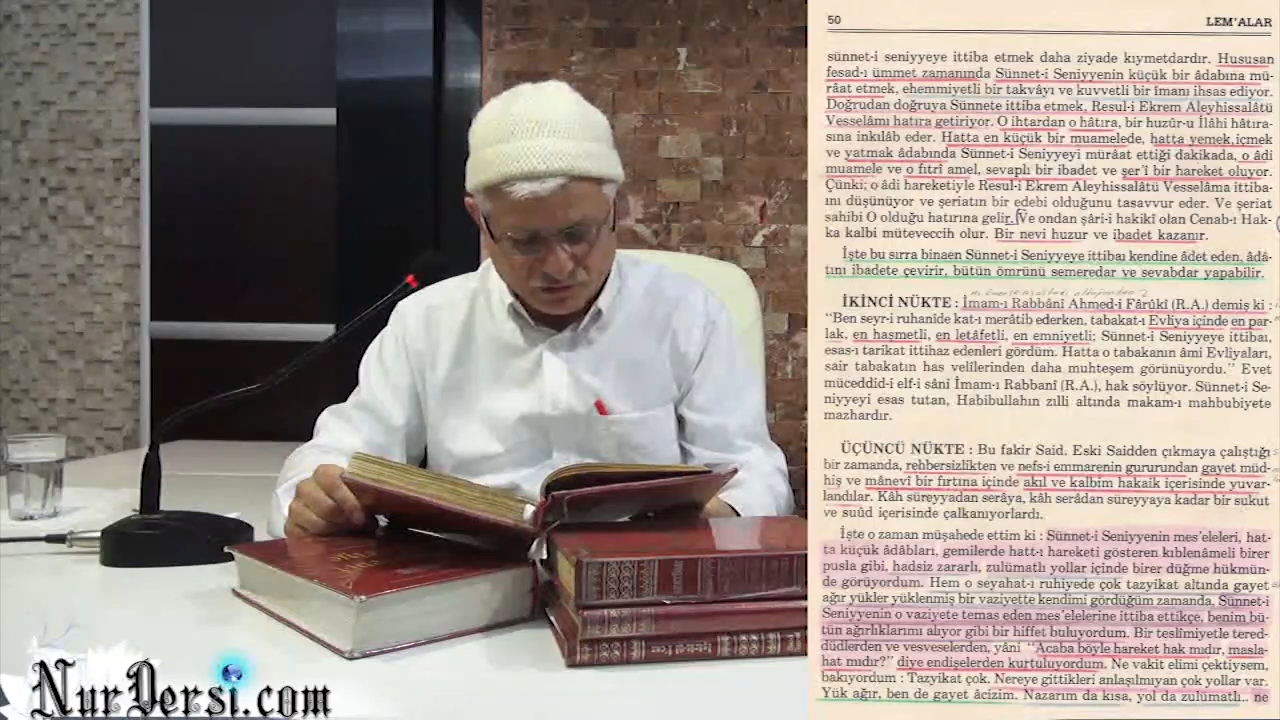 50 LEM'ALAR
sünnet-i seniyyeye ittiba etmek daha ziyade kıymetdardır. Hususan
fesad-ı ümmet zamanında Sünnet-i Seniyyenin küçük bir âdabına mü-
râat etmek, ehemmiyetli bir takvâyı ve kuvvetli bir îmanı ihsas ediyor.
Doğrudan doğruya Sünnete ittiba etmek, Resul-i Ekrem Aleyhissalâtü
Vesselâmı hatıra getiriyor. O ihtardan o hâtıra, bir huzûr-u İlâhi hâtıra-
sına inkılâb eder. Hatta en küçük bir muamelede, hatta yemek, içmek
ve yatmak âdabında Sünnet-i Seniyyeyi mürâat ettiği dakikada, o âdi
muamele ve o fıtrî amel, sevaplı bir ibadet ve şer'î bir hareket oluyor.
Çünki; o âdi hareketiyle Resul-i Ekrem Aleyhissalâtü Vesselâma ittiba-
ını düşünüyor ve şeriatın bir edebi olduğunu tasavvur eder. Ve şeriat
sahibi O olduğu hatırına gelir. Ve ondan şâri-i hakikî olan Cenab-ı Hak-
ka kalbi müteveccih olur. Bir nevi huzur ve ibadet kazanır.
İşte bu sırra binaen Sünnet-i Seniyyeye ittibaı kendine âdet eden, âdâ-
tını ibadete çevirir, bütün ömrünü semeredar ve sevabdar yapabilir.
İKİNCİ NÜKTE : İmam-ı Rabbânî Ahmed-i Fârûkî (R.A.) demiş ki :
"Ben seyr-i ruhanîde kat-ı merâtib ederken, tabakat-ı Evliya içinde en par-
lak, en haşmetli, en letâfetli, en emniyetli; Sünnet-i Seniyyeye ittibaı,
esas-ı tarikat ittihaz edenleri gördüm. Hatta o tabakanın âmi Evliyaları,
sair tabakatın has velilerinden daha muhteşem görünüyordu." Evet
müceddid-i elf-i sâni İmam-ı Rabbanî (R.A.), hak söylüyor. Sünnet-i Se-
niyyeyi esas tutan, Habibullahın zılli altında makam-ı mahbubiyete
mazhardır.
ÜÇÜNCÜ NÜKTE : Bu fakir Said, Eski Saidden çıkmaya çalıştığı
bir zamanda, rehbersizlikten ve nefs-i emmarenin gururundan gayet müd-
hiş ve mânevi bir fırtına içinde akıl ve kalbim hakaik içerisinde yuvar-
landılar. Kâh süreyyadan serâya, kâh serâdan süreyyaya kadar bir sukut
ve suûd içerisinde çalkanıyorlardı.
İşte o zaman müşahede ettim ki : Sünnet-i Seniyyenin mes'eleleri, hat-
ta küçük âdâbları, gemilerde hatt-ı hareketi gösteren kıblenâmeli birer
pusla gibi, hadsiz zararlı, zulümatlı yollar içinde birer düğme hükmün-
de görüyordum. Hem o seyahat-ı ruhiyede çok tazyikat altında gayet
ağır yükler yüklenmiş bir vaziyette kendimi gördüğüm zamanda, Sünnet-i
Seniyyenin o vaziyete temas eden mes'elelerine ittiba ettikçe, benim bü-
tün ağırlıklarımı alıyor gibi bir hiffet buluyordum. Bir teslîmiyetle tered-
düdlerden ve vesveselerden, yâni "Acaba böyle hareket hak mıdır, masla-
hat mıdır?" diye endişelerden kurtuluyordum. Ne vakit elimi çektiysem,
bakıyordum : Tazyikat çok. Nereye gittikleri anlaşılmıyan çok yollar var.
Yük ağır, ben de gayet âcizim. Nazarım da kısa, yol da zulümatlı.. ne
NurDersi.com